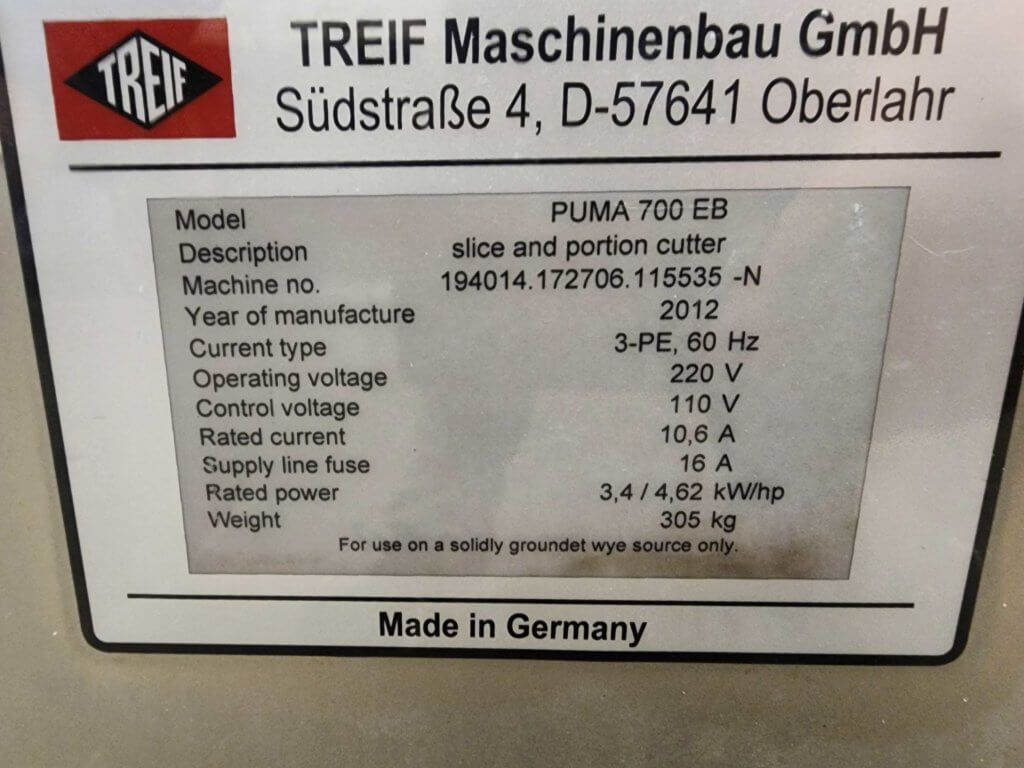 TREIF
TREIF Maschinenbau GmbH
Südstraße 4, D-57641 Oberlahr
Model PUMA 700 EB
Description slice and portion cutter
Machine no. 194014.172706.115535 -N
Year of manufacture 2012
Current type 3-PE, 60 Hz
Operating voltage 220 V
Control voltage 110 V
Rated current 10,6 A
Supply line fuse 16 A
Rated power 3,4 / 4,62 kW/hp
Weight 305 kg
For use on a solidly groundet wye source only.
Made in Germany